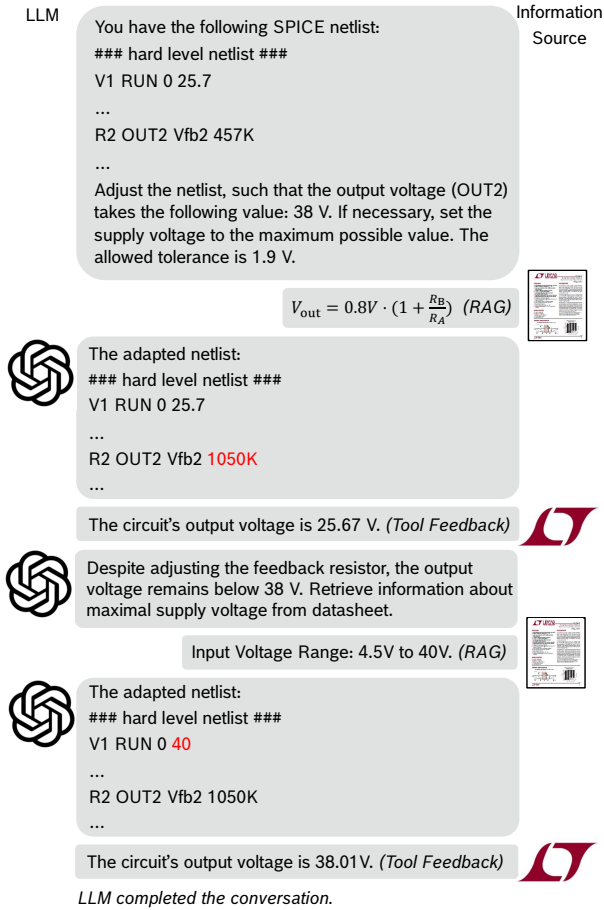 LLM
Information
Source
You have the following SPICE netlist:
### hard level netlist ###
V1 RUN 0 25.7
...
R2 OUT2 Vfb2 457K
...
Adjust the netlist, such that the output voltage (OUT2)
takes the following value: 38 V. If necessary, set the
supply voltage to the maximum possible value. The
allowed tolerance is 1.9 V.
V_out = 0.8V · (1 + R_B/R_A) (RAG)
The adapted netlist:
### hard level netlist ###
V1 RUN 0 25.7
...
R2 OUT2 Vfb2 1050K
...
The circuit's output voltage is 25.67 V. (Tool Feedback)
Despite adjusting the feedback resistor, the output
voltage remains below 38 V. Retrieve information about
maximal supply voltage from datasheet.
Input Voltage Range: 4.5V to 40V. (RAG)
The adapted netlist:
### hard level netlist ###
V1 RUN 0 40
...
R2 OUT2 Vfb2 1050K
...
The circuit's output voltage is 38.01V. (Tool Feedback)
LLM completed the conversation.